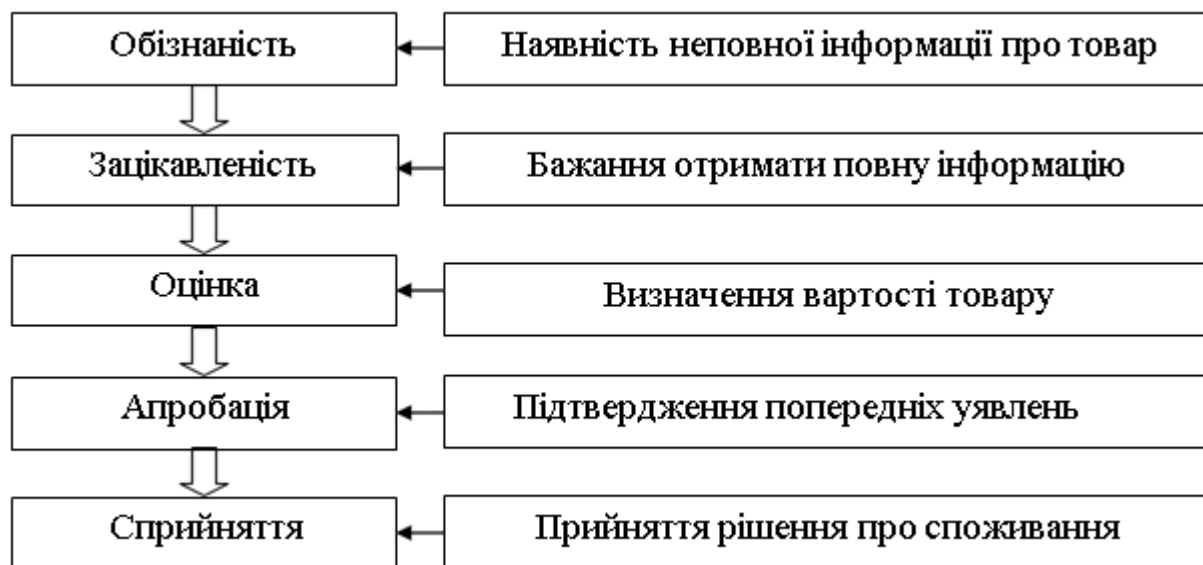 Обізнаність
Наявність неповної інформації про товар
Зацікавленість
Бажання отримати повну інформацію
Оцінка
Визначення вартості товару
Апробація
Підтвердження попередніх уявлень
Сприйняття
Прийняття рішення про споживання